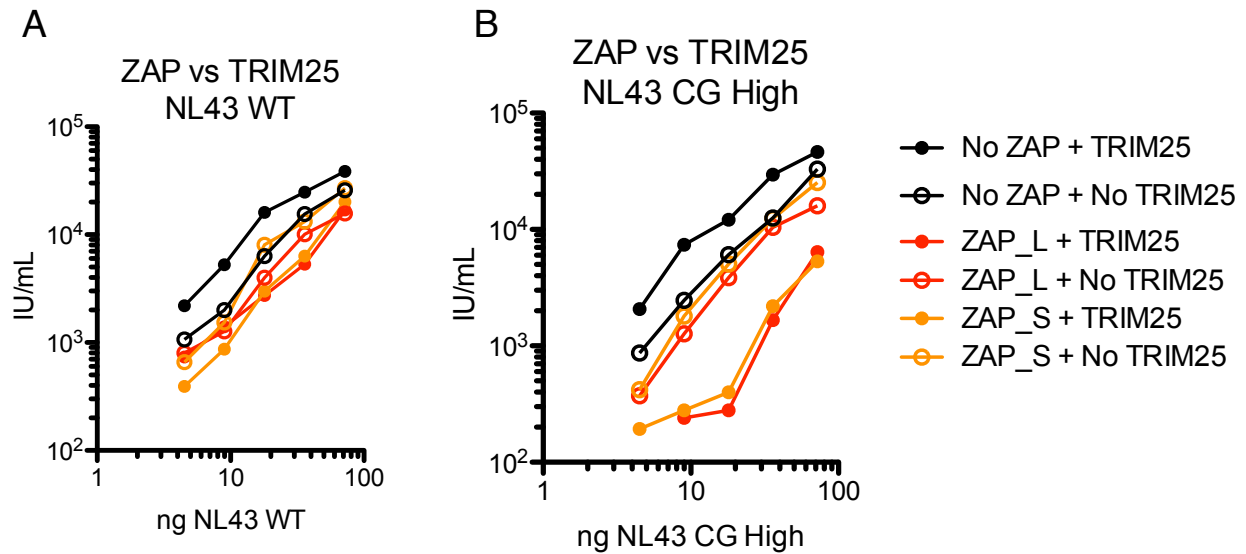 A
ZAP vs TRIM25
NL43 WT
10^5
10^4
10^3
10^2
IU/mL
1
10
100
ng NL43 WT
B
ZAP vs TRIM25
NL43 CG High
10^5
10^4
10^3
10^2
IU/mL
1
10
100
ng NL43 CG High
No ZAP + TRIM25
No ZAP + No TRIM25
ZAP_L + TRIM25
ZAP_L + No TRIM25
ZAP_S + TRIM25
ZAP_S + No TRIM25